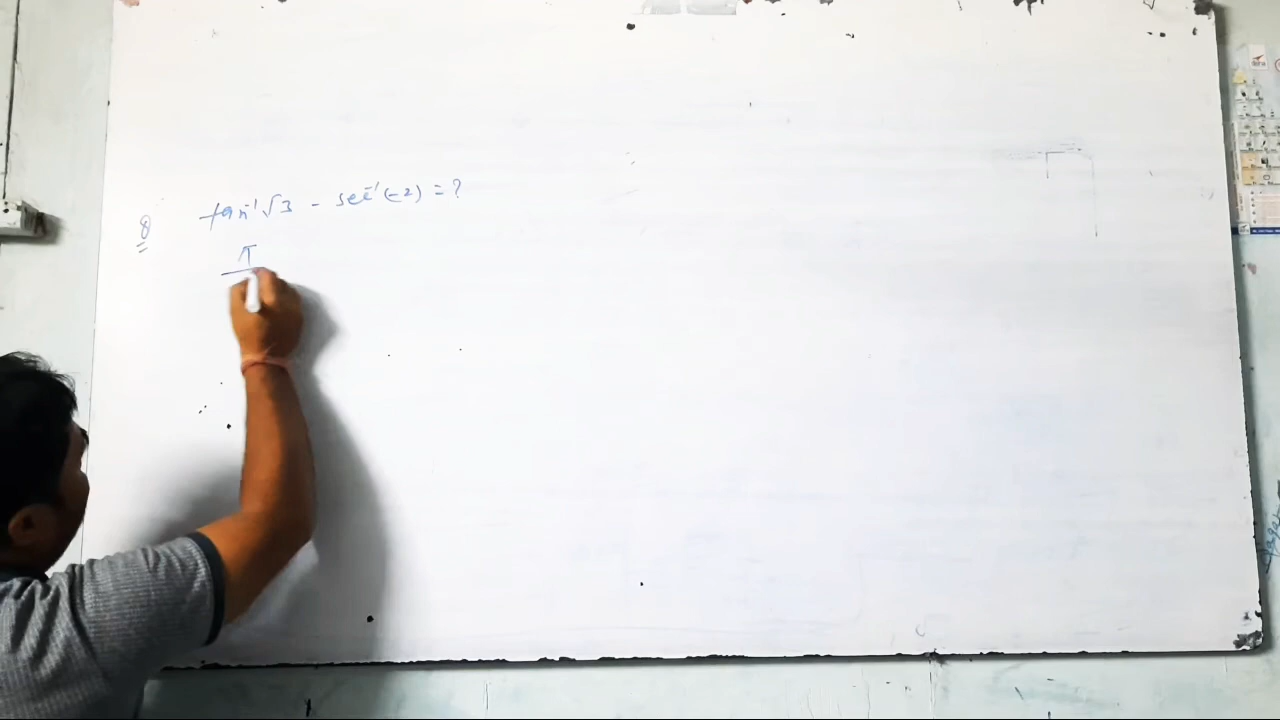 8 tan⁻¹√3 - sec⁻¹(-2) = ?
π